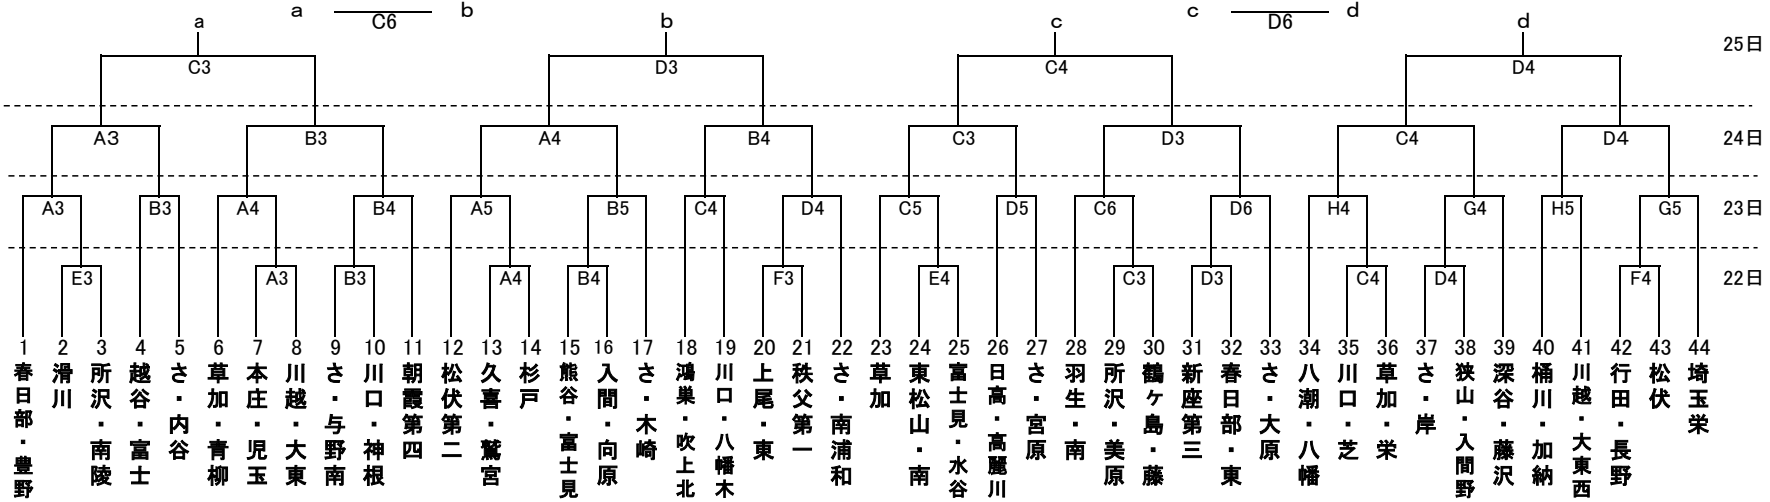 a C6 b c D6 d
a b c d
25日
C3 D3 C4 D4
A3 B3 A4 B4 C3 D3 C4 D4 24日
A3 B3 A4 B4 A5 B5 C4 D4 C5 D5 C6 D6 H4 G4 H5 G5 23日
E3 A3 B3 A4 B4 F3 E4 C3 D3 C4 D4 F4 22日
1 春日部・豊野
2 滑川
3 所沢・南陵
4 越谷・富士
5 さ・内谷
6 草加・青柳
7 本庄・児玉
8 川越・大東
9 さ・与野南
10 川口・神根
11 朝霞第四
12 松伏第二
13 久喜・鷲宮
14 杉戸
15 熊谷・富士見
16 入間・向原
17 さ・木崎
18 鴻巣・吹上北
19 川口・八幡木
20 上尾・東
21 秩父第一
22 さ・南浦和
23 草加
24 東松山・南
25 富士見・水谷
26 日高・高麗川
27 さ・宮原
28 羽生・南
29 所沢・美原
30 鶴ヶ島・藤
31 新座第三
32 春日部・東
33 さ・大原
34 八潮・八幡
35 川口・芝
36 草加・栄
37 さ・岸
38 狭山・入間野
39 深谷・藤沢
40 桶川・加納
41 川越・大東西
42 行田・長野
43 松伏
44 埼玉栄